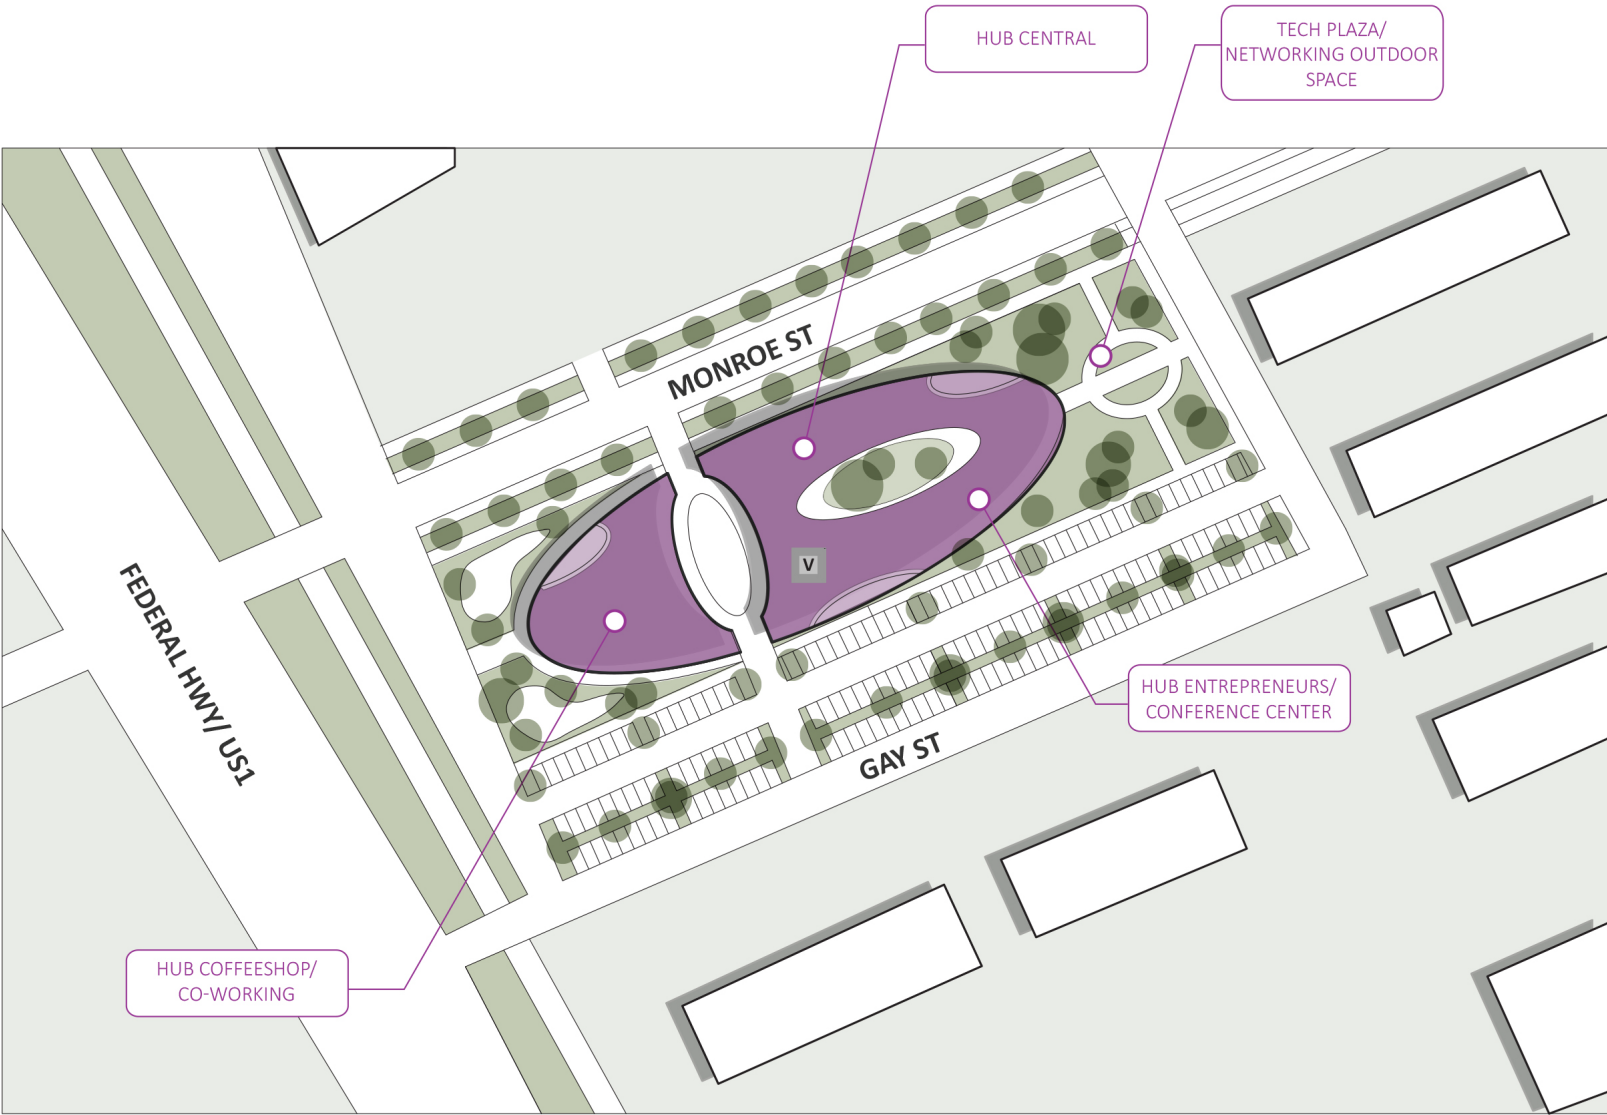 HUB CENTRAL
TECH PLAZA/
NETWORKING OUTDOOR
SPACE
MONROE ST
FEDERAL HWY/ US1
V
HUB ENTREPRENEURS/
CONFERENCE CENTER
GAY ST
HUB COFFEESHOP/
CO-WORKING